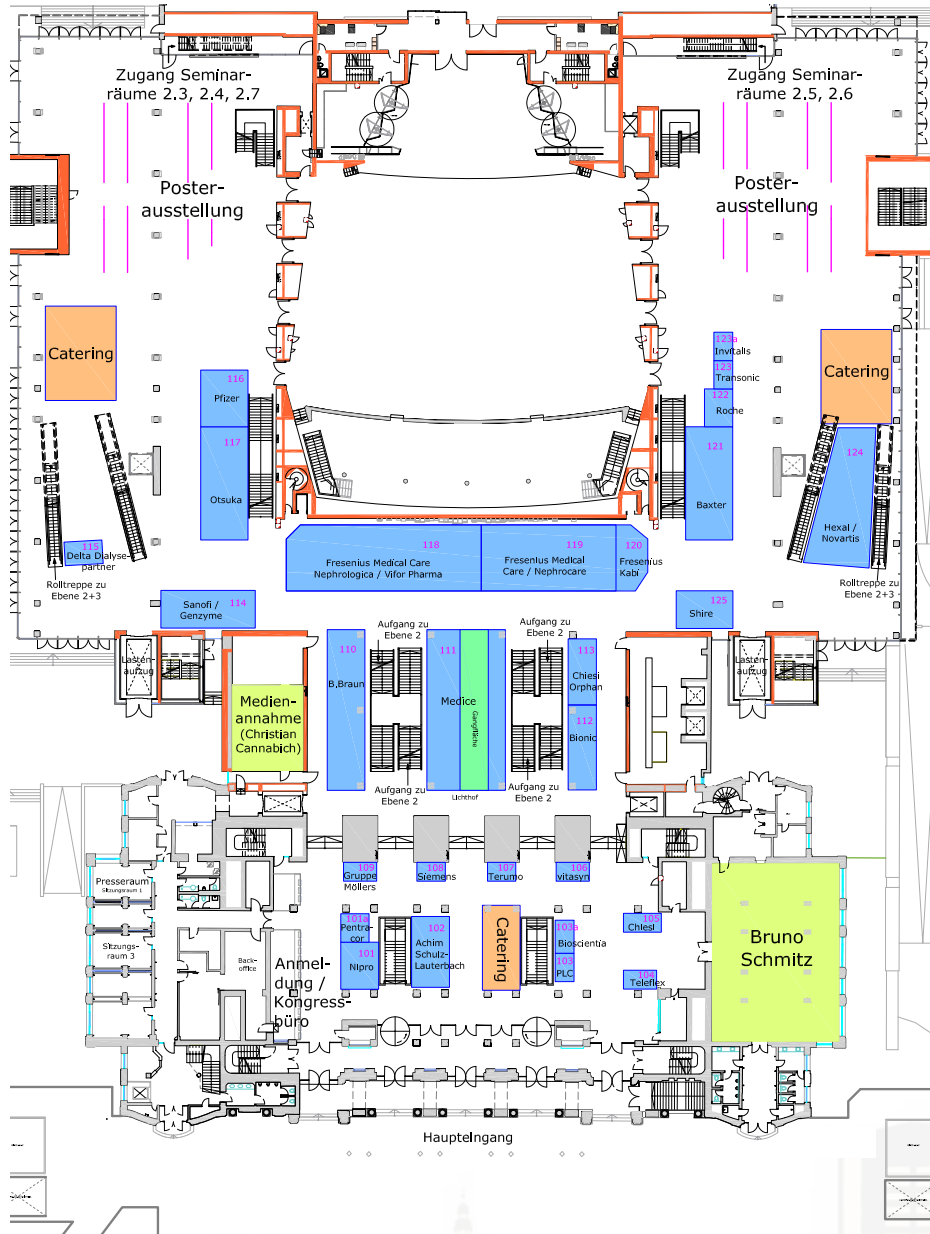 Zugang Seminar-
räume 2.3, 2.4, 2.7
Zugang Seminar-
räume 2.5, 2.6
Poster-
ausstellung
Poster-
ausstellung
Catering
Catering
123a
Invitalis
123
Transonic
122
Roche
116
Pfizer
117
Otsuka
121
Baxter
124
Hexal /
Novartis
115
Delta Dialyse-
partner
Rolltreppe zu
Ebene 2+3
Rolltreppe zu
Ebene 2+3
118
Fresenius Medical Care
Nephrologica / Vifor Pharma
119
Fresenius Medical
Care / Nephrocare
120
Fresenius
Kabi
114
Sanofi /
Genzyme
125
Shire
Lasten-
aufzug
Lasten-
aufzug
Aufgang zu
Ebene 2
Aufgang zu
Ebene 2
110
B.Braun
111
Medice
Gangfläche
113
Chiesi
Orphan
112
Bionic
Medien-
annahme
(Christian
Cannabich)
Aufgang zu
Ebene 2
Lichthof
Aufgang zu
Ebene 2
109
Gruppe
Möllers
108
Siemens
107
Terumo
106
vitasyn
Presseraum
Sitzungsraum 1
Sitzungs-
raum 3
Back-
office
Anmel-
dung /
Kongress-
büro
101a
Pentra-
cor
101
Nipro
102
Achim
Schulz-
Lauterbach
Catering
103a
Bioscientia
103
PLC
105
Chiesi
104
Teleflex
Bruno
Schmitz
Haupteingang